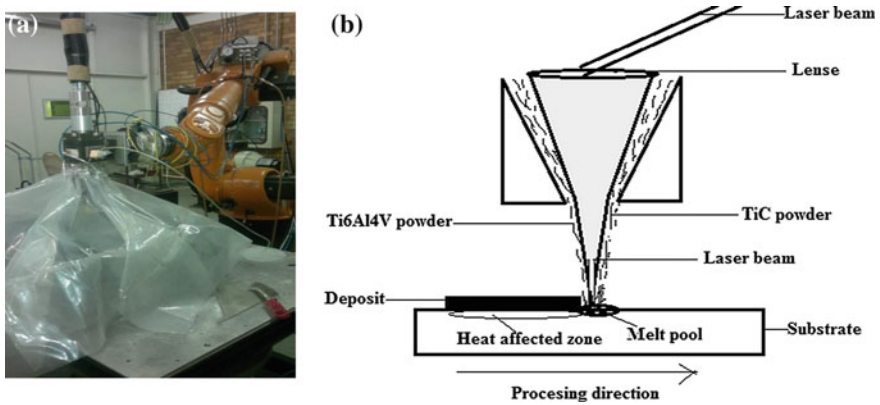 (a)
(b)
Laser beam
Lense
Ti6Al4V powder
TiC powder
Laser beam
Deposit
Heat affected zone
Melt pool
Substrate
Procesing direction